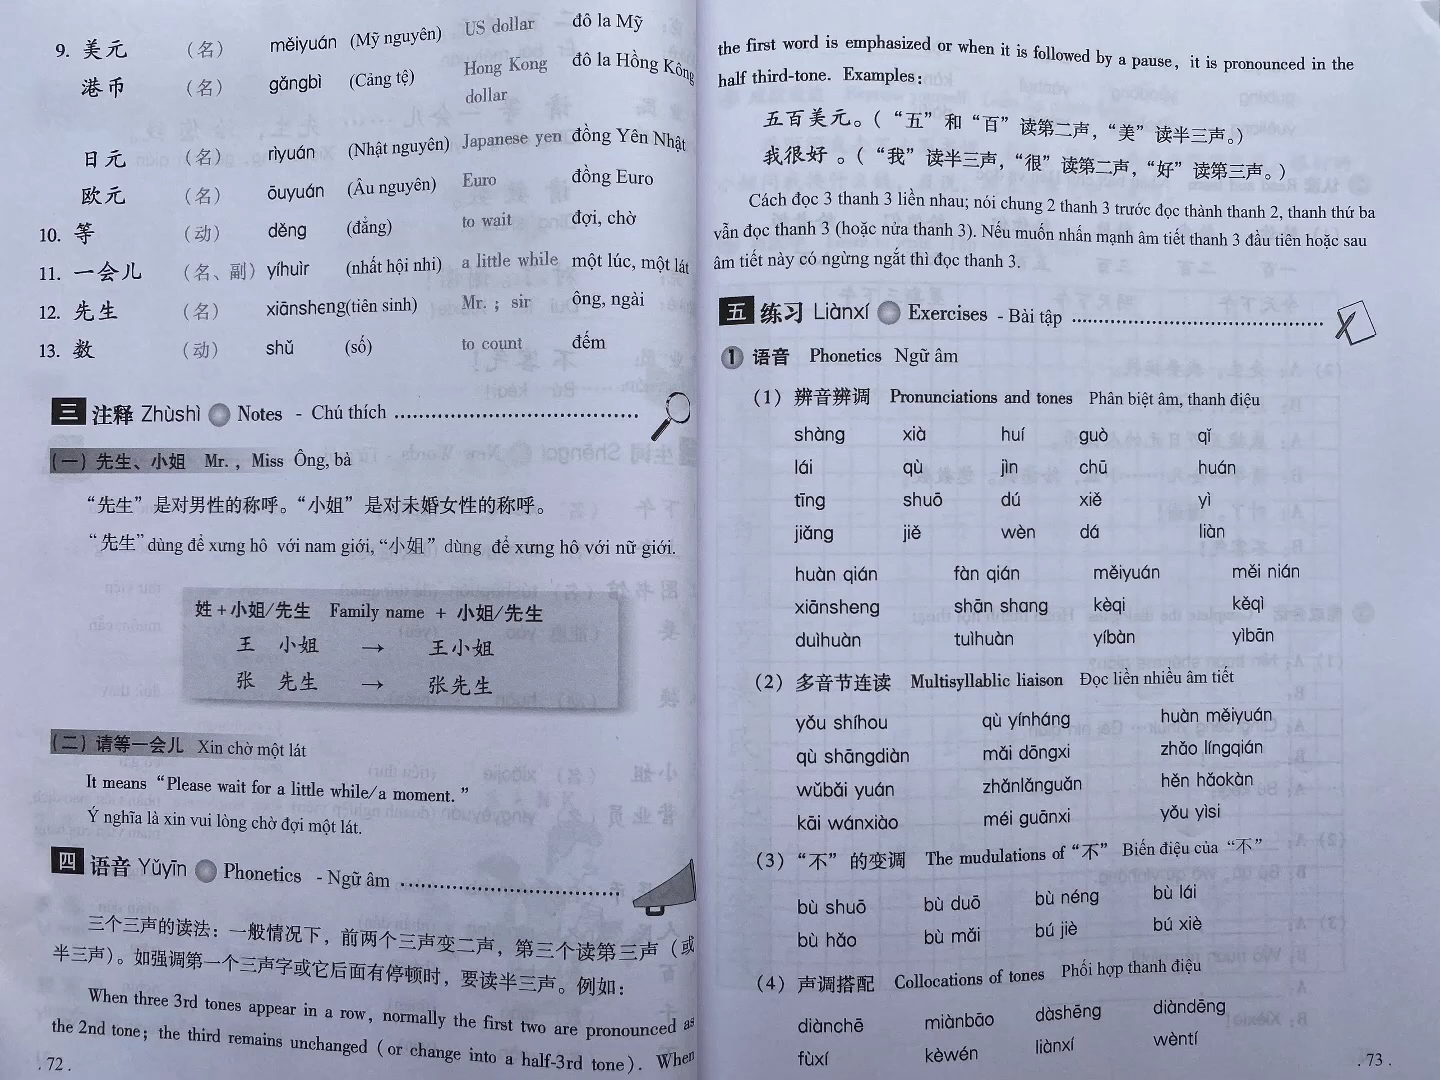 9. 美元 （名） měiyuán (Mỹ nguyên) US dollar đô la Mỹ
港币 （名） gǎngbì (Cảng tệ) Hong Kong dollar đô la Hồng Kông
日元 （名） rìyuán (Nhật nguyên) Japanese yen đồng Yên Nhật
欧元 （名） ōuyuán (Âu nguyên) Euro đồng Euro
10. 等 （动） děng (đẳng) to wait đợi, chờ
11. 一会儿 （名、副） yíhuìr (nhất hội nhi) a little while một lúc, một lát
12. 先生 （名） xiānsheng (tiên sinh) Mr. ; sir ông, ngài
13. 数 （动） shǔ (số) to count đếm
三 注释 Zhùshì Notes - Chú thích
（一）先生、小姐 Mr. , Miss Ông, bà
“先生” 是对男性的称呼。“小姐” 是对未婚女性的称呼。
“先生” dùng để xưng hô với nam giới, “小姐” dùng để xưng hô với nữ giới.
姓＋小姐/先生 Family name + 小姐/先生
王 小姐 → 王小姐
张 先生 → 张先生
（二）请等一会儿 Xin chờ một lát
It means “Please wait for a little while/a moment. ”
Ý nghĩa là xin vui lòng chờ đợi một lát.
四 语音 Yǔyīn Phonetics - Ngữ âm
三个三声的读法：一般情况下，前两个三声变二声，第三个读第三声（或
半三声）。如强调第一个三声字或它后面有停顿时，要读半三声。例如：
When three 3rd tones appear in a row, normally the first two are pronounced as
the 2nd tone; the third remains unchanged (or change into a half-3rd tone). When
. 72 .
the first word is emphasized or when it is followed by a pause, it is pronounced in the
half third-tone. Examples:
五百美元。（“五” 和 “百” 读第二声，“美” 读半三声。）
我很好 。（“我” 读半三声，“很” 读第二声，“好” 读第三声。）
Cách đọc 3 thanh 3 liền nhau; nói chung 2 thanh 3 trước đọc thành thanh 2, thanh thứ ba
vẫn đọc thanh 3 (hoặc nửa thanh 3). Nếu muốn nhấn mạnh âm tiết thanh 3 đầu tiên hoặc sau
âm tiết này có ngừng ngắt thì đọc thanh 3.
五 练习 Liànxí Exercises - Bài tập
1 语音 Phonetics Ngữ âm
（1）辨音辨调 Pronunciations and tones Phân biệt âm, thanh điệu
shàng xià huí guò qǐ
lái qù jìn chū huán
tīng shuō dú xiě yì
jiǎng jiě wèn dá liàn
huàn qián fàn qián měiyuán měi nián
xiānsheng shān shang kèqi kěqì
duìhuàn tuìhuàn yíbàn yìbān
（2）多音节连读 Multisyllablic liaison Đọc liền nhiều âm tiết
yǒu shíhou qù yínháng huàn měiyuán
qù shāngdiàn mǎi dōngxi zhǎo língqián
wǔbǎi yuán zhǎnlǎnguǎn hěn hǎokàn
kāi wánxiào méi guānxi yǒu yìsi
（3）“不” 的变调 The mudulations of “不” Biến điệu của “不”
bù shuō bù duō bù néng bù lái
bù hǎo bù mǎi bú jiè bú xiè
（4）声调搭配 Collocations of tones Phối hợp thanh điệu
diànchē miànbāo dàshēng diàndēng
fùxí kèwén liànxí wèntí
. 73 .